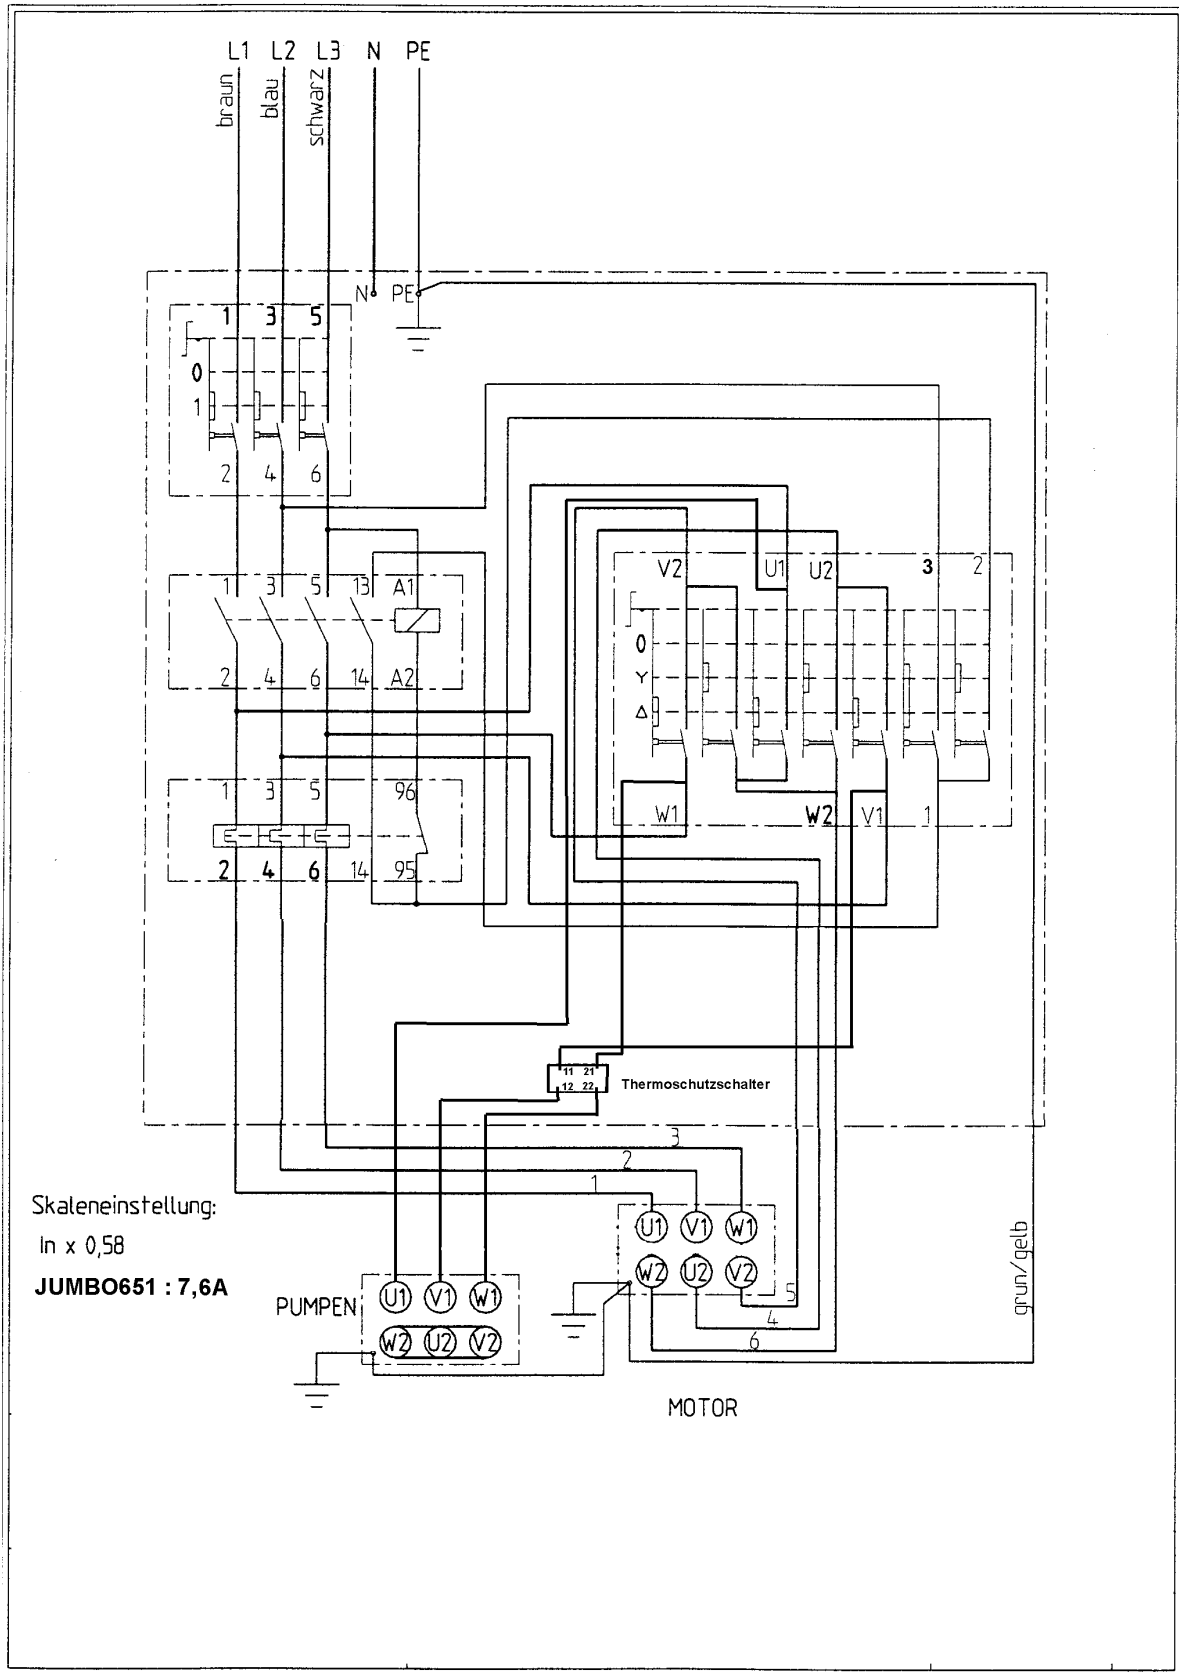 L1 L2 L3 N PE
braun blau schwarz
N PE
1 3 5
0
1
2 4 6
V2 U1 U2 3 2
1 3 5 13 A1
0
Y
2 4 6 14 A2
Δ
1 3 5 96
W1 W2 V1 1
2 4 6 14 95
11 21
12 22
Thermoschutzschalter
3
2
1
Skaleneinstellung:
In x 0,58
JUMBO651 : 7,6A
U1 V1 W1
W2 U2 V2
5
4
6
grün/gelb
PUMPEN
U1 V1 W1
W2 U2 V2
MOTOR